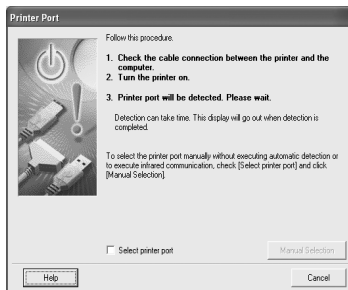 Printer Port
Follow this procedure.
1. Check the cable connection between the printer and the
computer.
2. Turn the printer on.
3. Printer port will be detected. Please wait.
Detection can take time. This display will go out when detection is
completed.
To select the printer port manually without executing automatic detection or
to execute infrared communication, check [Select printer port] and click
[Manual Selection].
Select printer port
Manual Selection
Help
Cancel